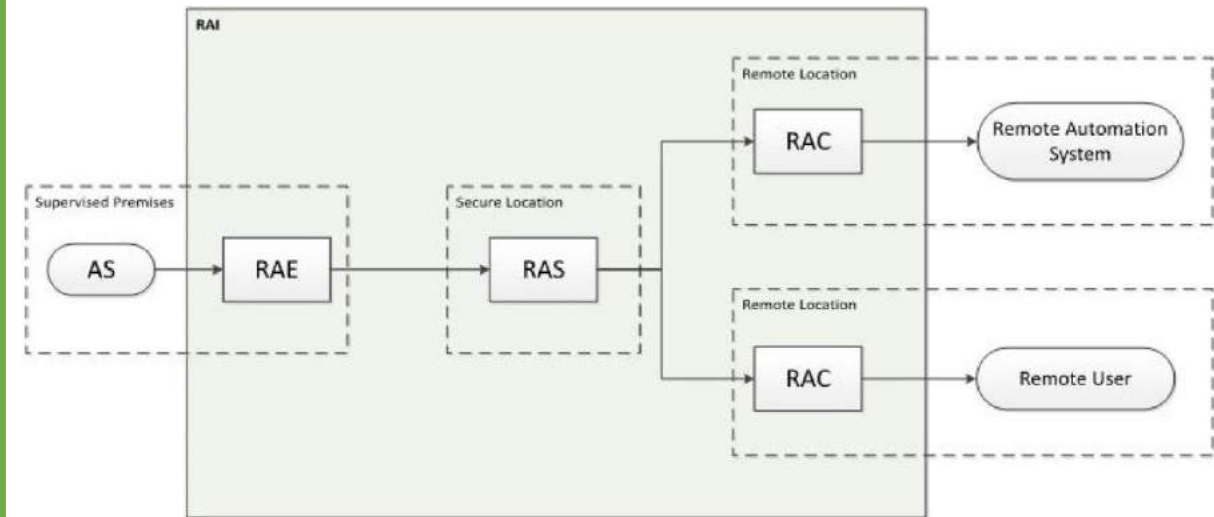 RAI
Supervised Premises
AS
RAE
Secure Location
RAS
Remote Location
RAC
Remote Automation
System
Remote Location
RAC
Remote User